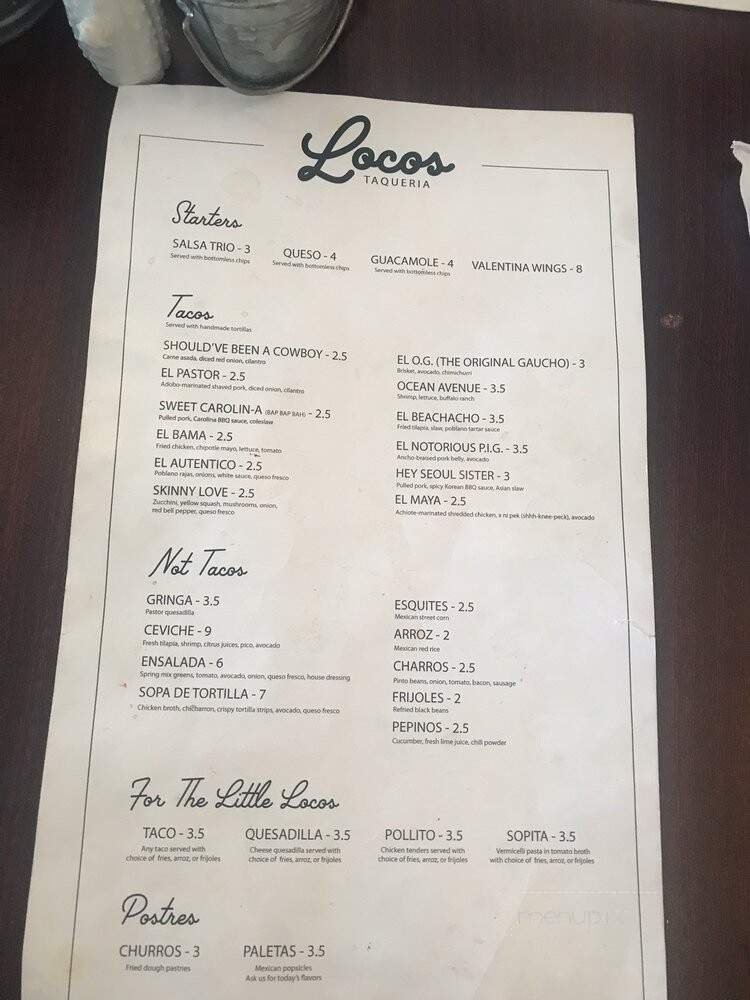 Locos
TAQUERIA
Starters
SALSA TRIO - 3
Served with bottomless chips
QUESO - 4
Served with bottomless chips
GUACAMOLE - 4
Served with bottomless chips
VALENTINA WINGS - 8
Tacos
Served with handmade tortillas
SHOULD'VE BEEN A COWBOY - 2.5
Carne asada, diced red onion, cilantro
EL PASTOR - 2.5
Adobo-marinated shaved pork, diced onion, cilantro
SWEET CAROLIN-A (BAP BAP BAH) - 2.5
Pulled pork, Carolina BBQ sauce, coleslaw
EL BAMA - 2.5
Fried chicken, chipotle mayo, lettuce, tomato
EL AUTENTICO - 2.5
Poblano rajas, onions, white sauce, queso fresco
SKINNY LOVE - 2.5
Zucchini, yellow squash, mushrooms, onion,
red bell pepper, queso fresco
EL O.G. (THE ORIGINAL GAUCHO) - 3
Brisket, avocado, chimichurri
OCEAN AVENUE - 3.5
Shrimp, lettuce, buffalo ranch
EL BEACHACHO - 3.5
Fried tilapia, slaw, poblano tartar sauce
EL NOTORIOUS P.I.G. - 3.5
Ancho-braised pork belly, avocado
HEY SEOUL SISTER - 3
Pulled pork, spicy Korean BBQ sauce, Asian slaw
EL MAYA - 2.5
Achiote-marinated shredded chicken, x ni pek (shhh-knee-peck), avocado
Not Tacos
GRINGA - 3.5
Pastor quesadilla
CEVICHE - 9
Fresh tilapia, shrimp, citrus juices, pico, avocado
ENSALADA - 6
Spring mix greens, tomato, avocado, onion, queso fresco, house dressing
SOPA DE TORTILLA - 7
Chicken broth, chicharron, crispy tortilla strips, avocado, queso fresco
ESQUITES - 2.5
Mexican street corn
ARROZ - 2
Mexican red rice
CHARROS - 2.5
Pinto beans, onion, tomato, bacon, sausage
FRIJOLES - 2
Refried black beans
PEPINOS - 2.5
Cucumber, fresh lime juice, chili powder
For The Little Locos
TACO - 3.5
Any taco served with
choice of fries, arroz, or frijoles
QUESADILLA - 3.5
Cheese quesadilla served with
choice of fries, arroz, or frijoles
POLLITO - 3.5
Chicken tenders served with
choice of fries, arroz, or frijoles
SOPITA - 3.5
Vermicelli pasta in tomato broth
with choice of fries, arroz, or frijoles
Postres
CHURROS - 3
Fried dough pastries
PALETAS - 3.5
Mexican popsicles
Ask us for today's flavors